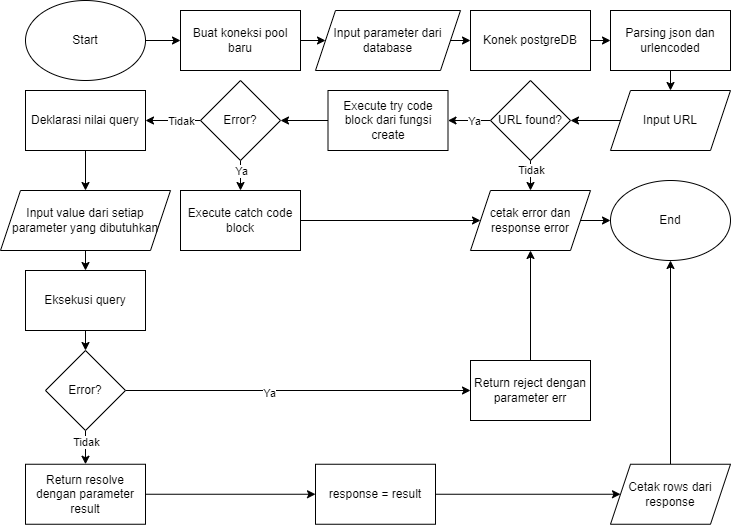 Start
Buat koneksi pool
baru
Input parameter dari
database
Konek postgreDB
Parsing json dan
urlencoded
Deklarasi nilai query
Tidak
Error?
Execute try code
block dari fungsi
create
Ya
URL found?
Input URL
Ya
Tidak
Input value dari setiap
parameter yang dibutuhkan
Execute catch code
block
cetak error dan
response error
End
Eksekusi query
Error?
Ya
Return reject dengan
parameter err
Tidak
Return resolve
dengan parameter
result
response = result
Cetak rows dari
response